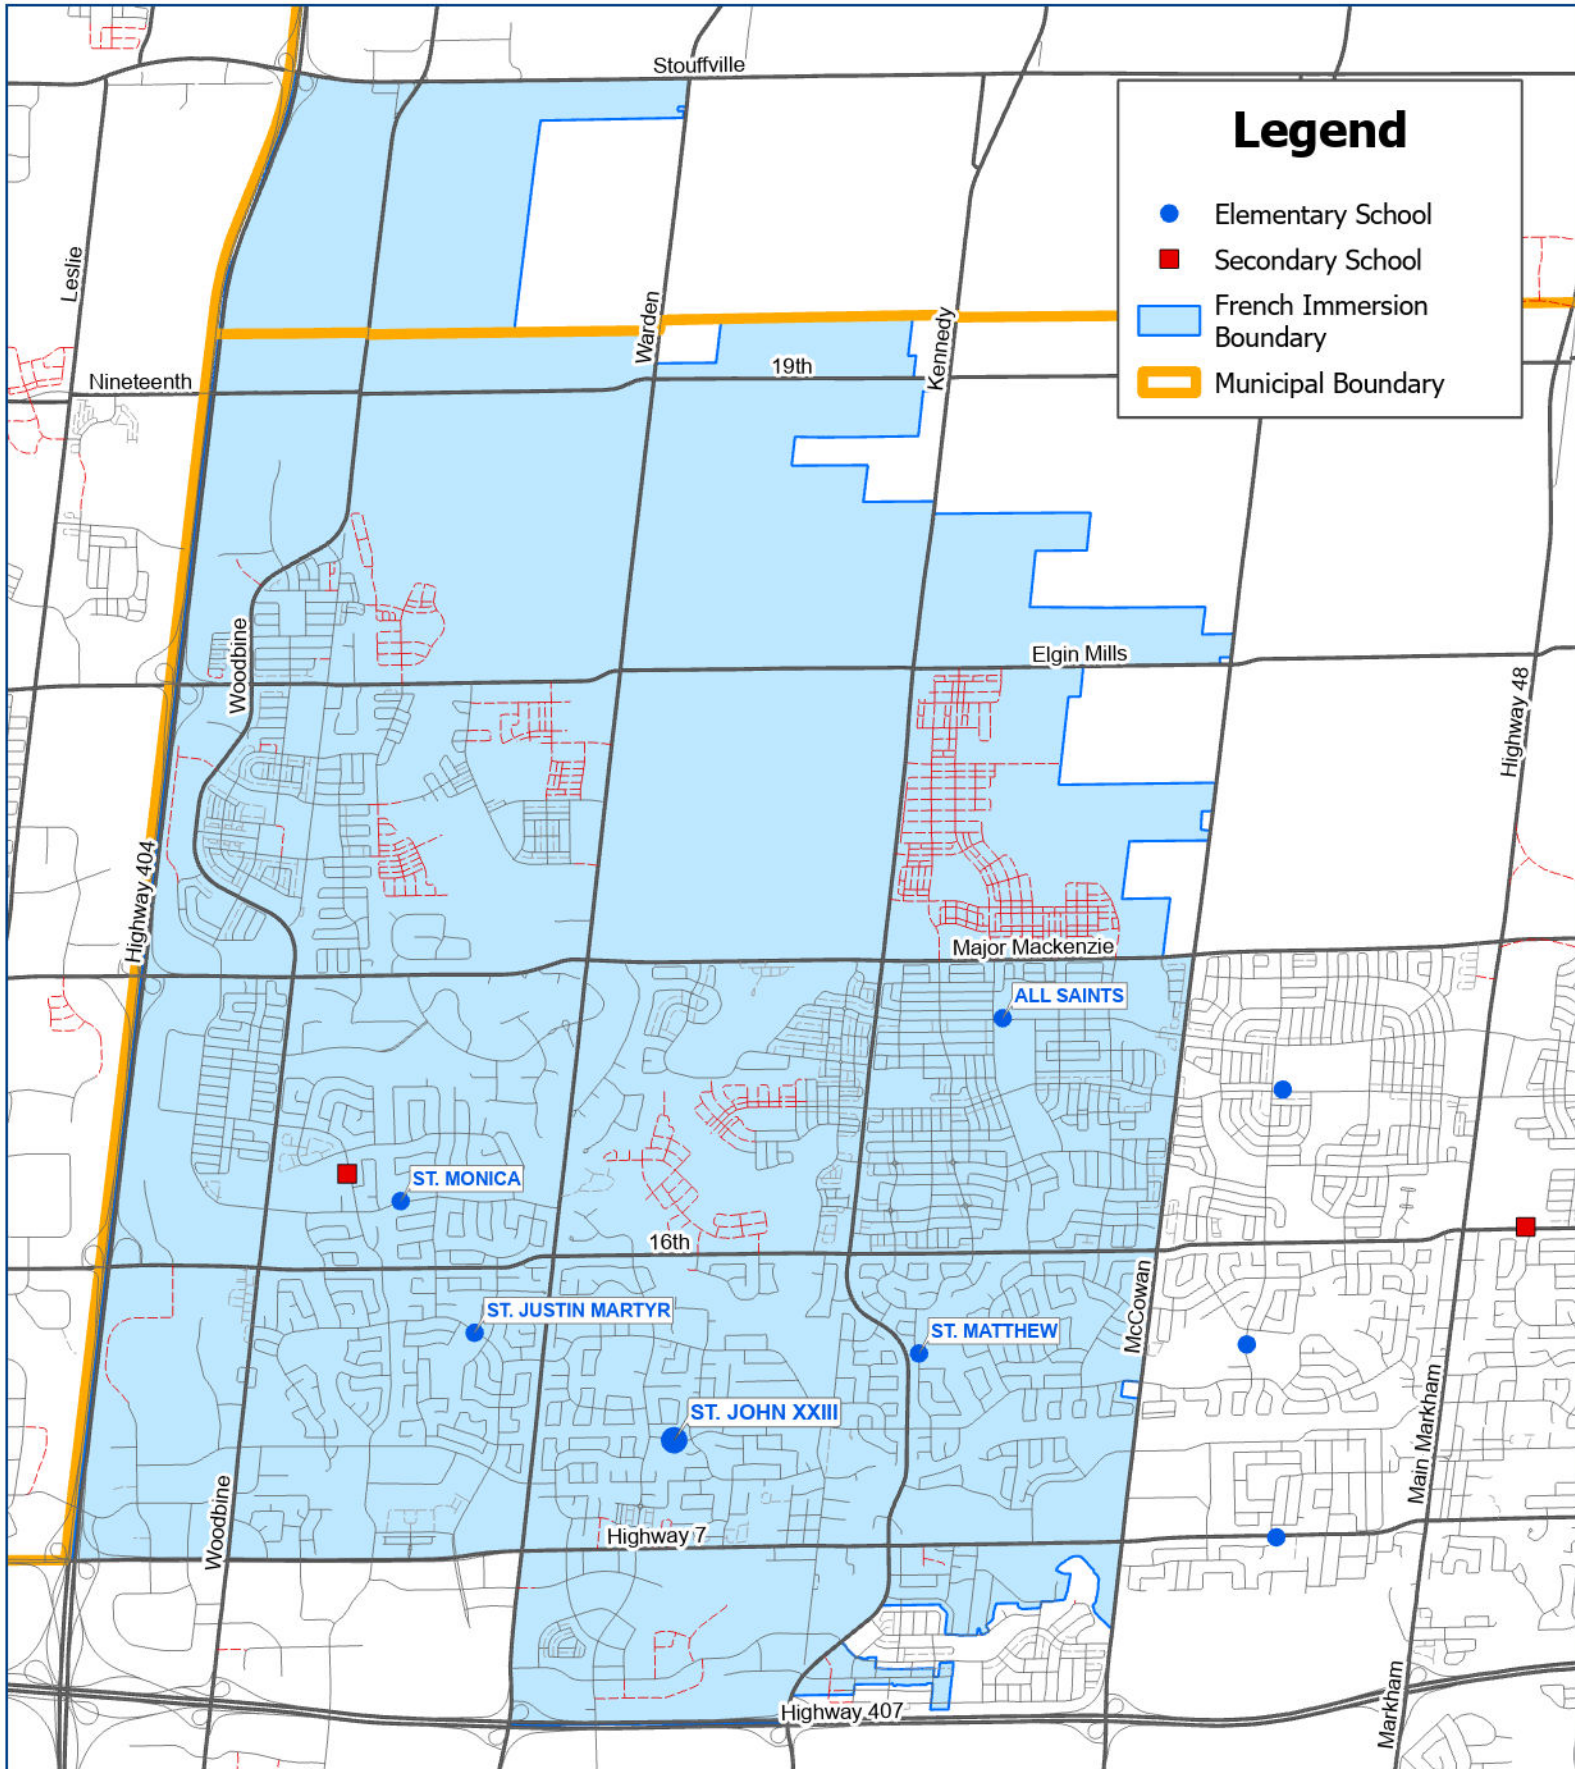 Stouffville
Legend
Elementary School
Secondary School
French Immersion
Boundary
Municipal Boundary
Leslie
Warden
Kennedy
19th
Nineteenth
Woodbine
Elgin Mills
Highway 48
Highway 404
Major Mackenzie
ALL SAINTS
ST. MONICA
16th
McCowan
ST. JUSTIN MARTYR
ST. MATTHEW
ST. JOHN XXIII
Main Markham
Woodbine
Highway 7
Markham
Highway 407